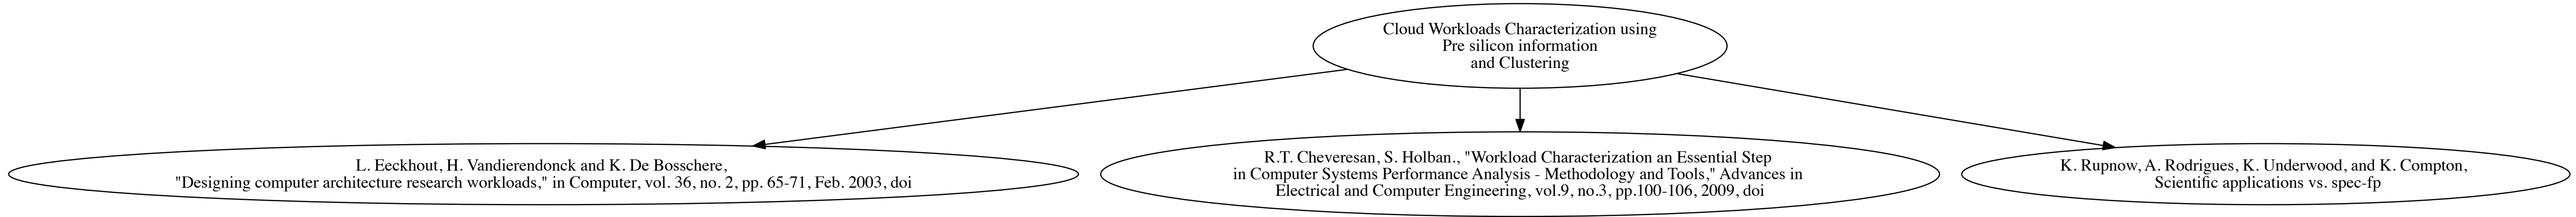 Cloud Workloads Characterization using
Pre silicon information
and Clustering
L. Eeckhout, H. Vandierendonck and K. De Bosschere,
"Designing computer architecture research workloads," in Computer, vol. 36, no. 2, pp. 65-71, Feb. 2003, doi
R.T. Cheveresan, S. Holban., "Workload Characterization an Essential Step
in Computer Systems Performance Analysis - Methodology and Tools," Advances in
Electrical and Computer Engineering, vol.9, no.3, pp.100-106, 2009, doi
K. Rupnow, A. Rodrigues, K. Underwood, and K. Compton,
Scientific applications vs. spec-fp